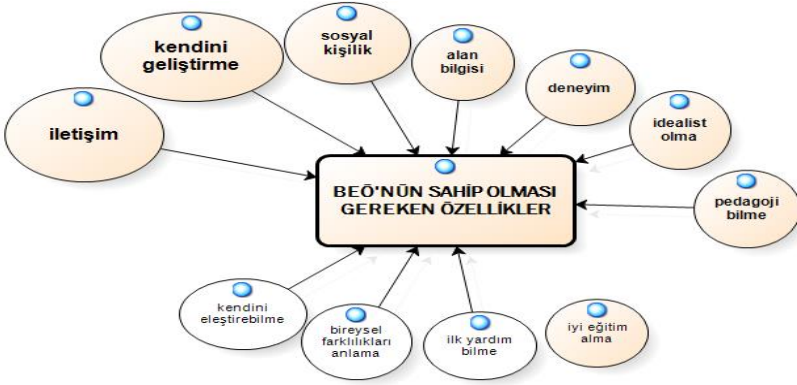 kendini
geliştirme
sosyal
kişilik
alan
bilgisi
deneyim
idealist
olma
iletişim
pedagoji
bilme
BEÖ'NÜN SAHİP OLMASI
GEREKEN ÖZELLİKLER
kendini
eleştirebilme
bireysel
farklılıkları
anlama
ilk yardım
bilme
iyi eğitim
alma